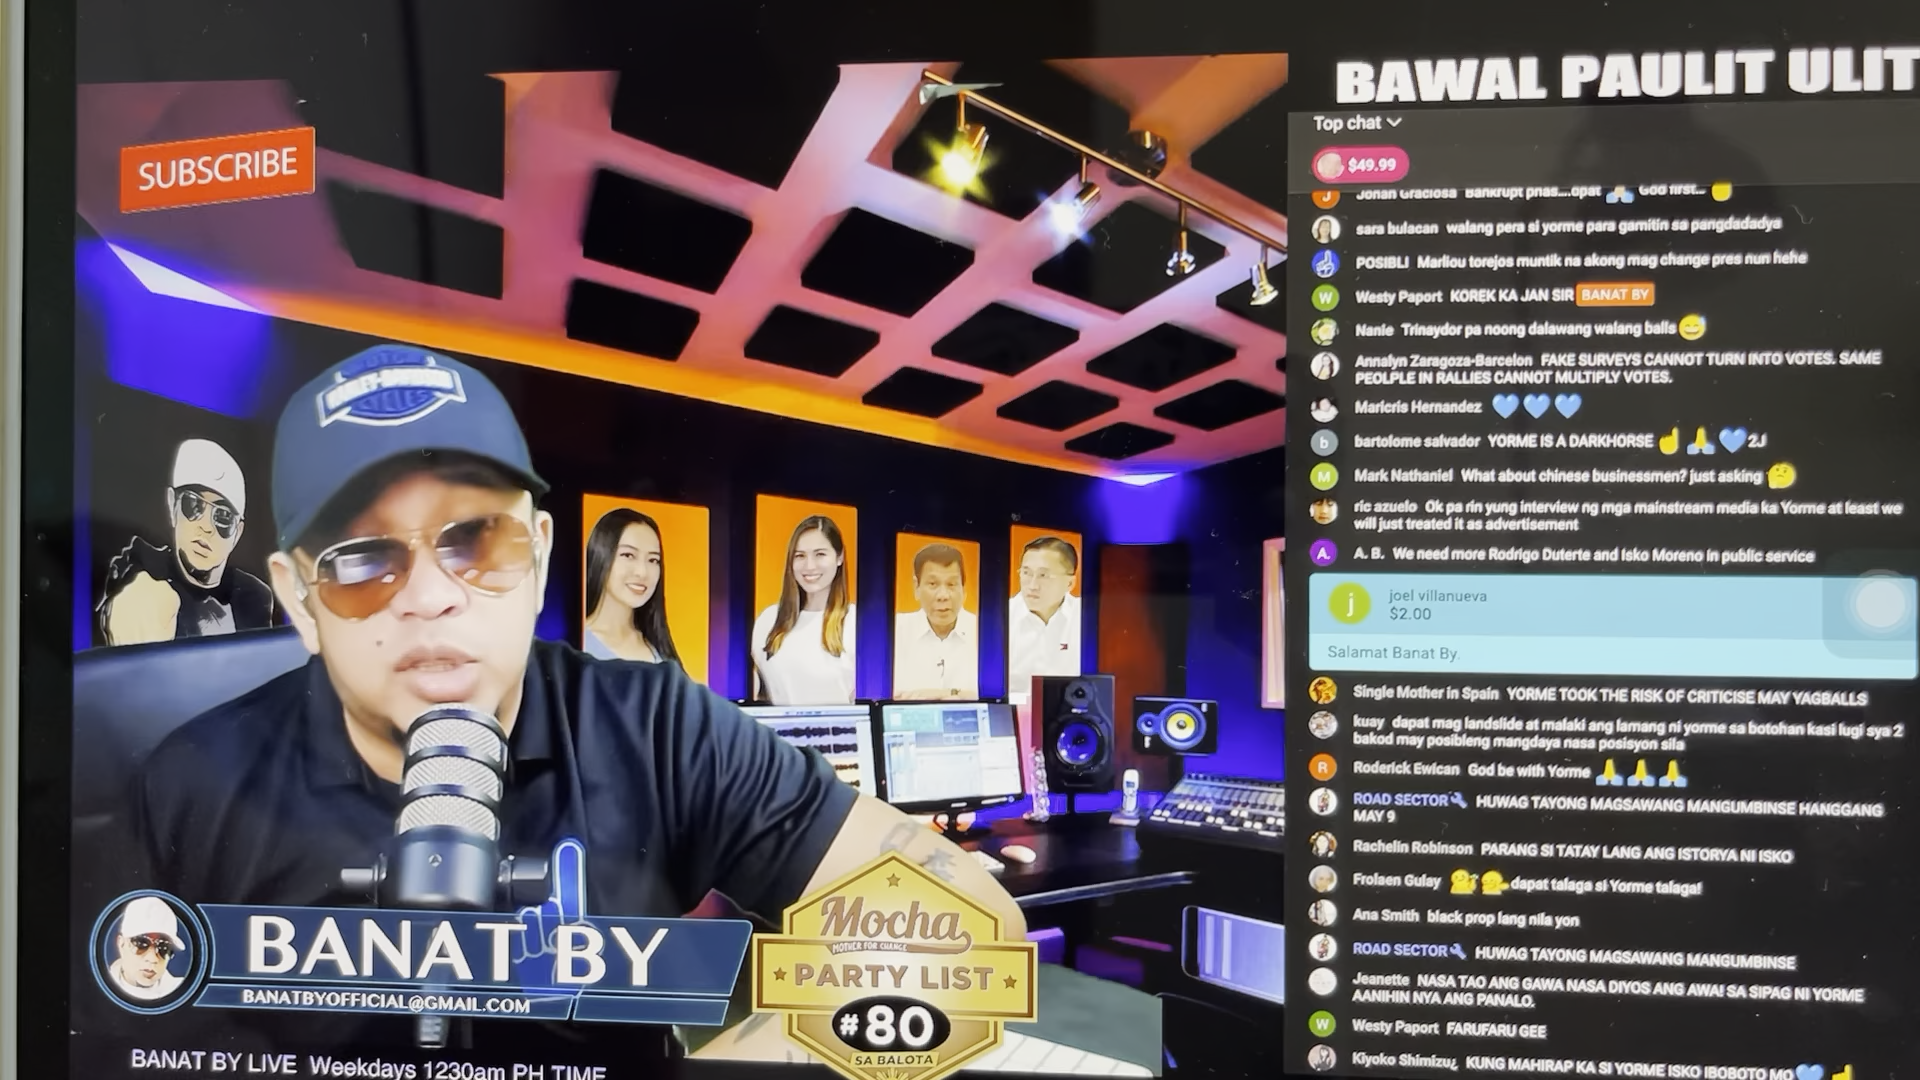 BAWAL PAULIT ULIT
Top chat
$49.99
SUBSCRIBE
Jonan Graciosa Bankrupt phas....dpat God first...
sara bulacan walang pera si yorme para gamitin sa pangdadadya
POSIBLI Marliou torejos muntik na akong mag change pres nun hehe
W Westy Paport KOREK KA JAN SIR BANAT BY
Nanie Trinaydor pa noong dalawang walang balls
Annalyn Zaragoza-Barcelon FAKE SURVEYS CANNOT TURN INTO VOTES. SAME
PEOLPLE IN RALLIES CANNOT MULTIPLY VOTES.
Maricris Hernandez
b bartolome salvador YORME IS A DARKHORSE 2J
M Mark Nathaniel What about chinese businessmen? just asking
ric azuelo Ok pa rin yung interview ng mga mainstream media ka Yorme at least we
will just treated it as advertisement
A. A. B. We need more Rodrigo Duterte and Isko Moreno in public service
j joel villanueva
$2.00
Salamat Banat By.
Single Mother in Spain YORME TOOK THE RISK OF CRITICISE MAY YAGBALLS
kuay dapat mag landslide at malaki ang lamang ni yorme sa botohan kasi lugi sya 2
bakod may posibleng mangdaya nasa posisyon sila
R Roderick Ewican God be with Yorme
ROAD SECTOR HUWAG TAYONG MAGSAWANG MANGUMBINSE HANGGANG
MAY 9
Rachelin Robinson PARANG SI TATAY LANG ANG ISTORYA NI ISKO
Frolaen Gulay dapat talaga si Yorme talaga!
Ana Smith black prop lang nila yon
ROAD SECTOR HUWAG TAYONG MAGSAWANG MANGUMBINSE
Jeanette NASA TAO ANG GAWA NASA DIYOS ANG AWA! SA SIPAG NI YORME
AANIHIN NYA ANG PANALO.
W Westy Paport FARUFARU GEE
Kiyoko Shimizu¿ KUNG MAHIRAP KA SI YORME ISKO IBOBOTO MO
BANAT BY
BANATBYOFFICIAL@GMAIL.COM
Mocha
MOTHER FOR CHANGE
PARTY LIST
#80
SA BALOTA
BANAT BY LIVE Weekdays 1230am PH TIME